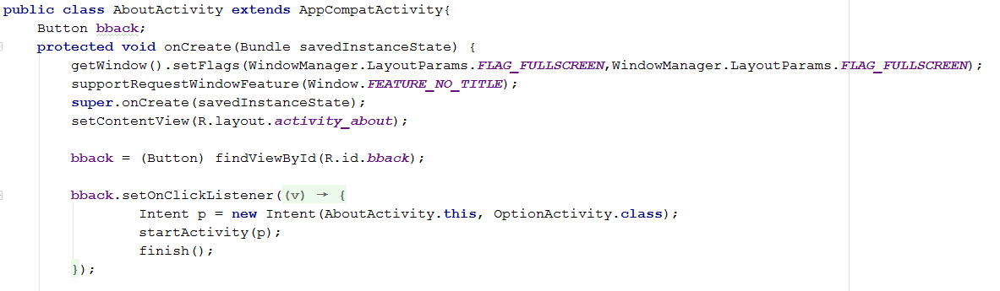 public class AboutActivity extends AppCompatActivity{
Button bback;
protected void onCreate(Bundle savedInstanceState) {
getWindow().setFlags(WindowManager.LayoutParams.FLAG_FULLSCREEN,WindowManager.LayoutParams.FLAG_FULLSCREEN);
supportRequestWindowFeature(Window.FEATURE_NO_TITLE);
super.onCreate(savedInstanceState);
setContentView(R.layout.activity_about);
bback = (Button) findViewById(R.id.bback);
bback.setOnClickListener((v) → {
Intent p = new Intent(AboutActivity.this, OptionActivity.class);
startActivity(p);
finish();
});